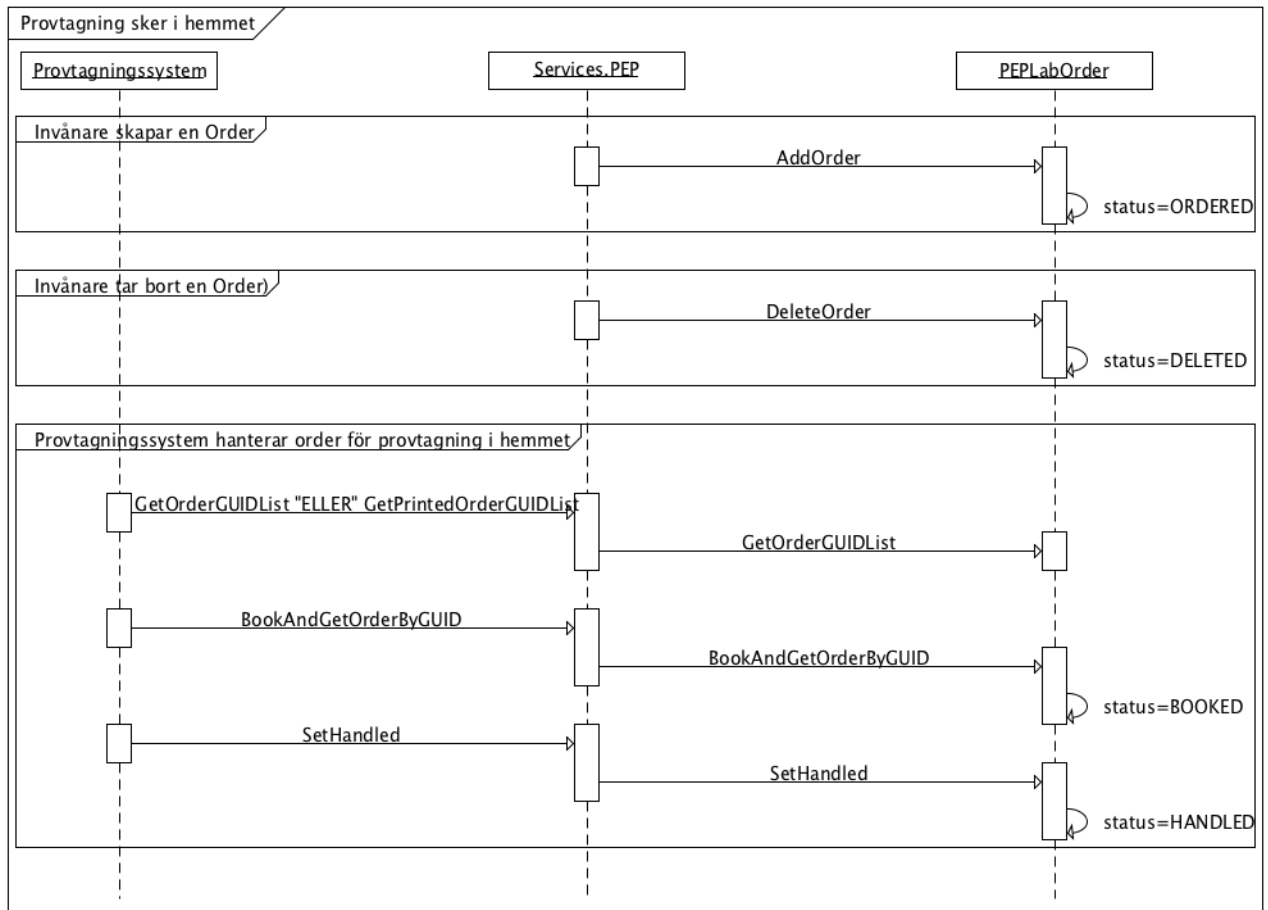 Provtagning sker i hemmet
Provtagningssystem
Services.PEP
PEPLabOrder
Invånare skapar en Order
AddOrder
status=ORDERED
Invånare tar bort en Order)
DeleteOrder
status=DELETED
Provtagningssystem hanterar order för provtagning i hemmet
GetOrderGUIDList "ELLER" GetPrintedOrderGUIDList
GetOrderGUIDList
BookAndGetOrderByGUID
BookAndGetOrderByGUID
status=BOOKED
SetHandled
SetHandled
status=HANDLED